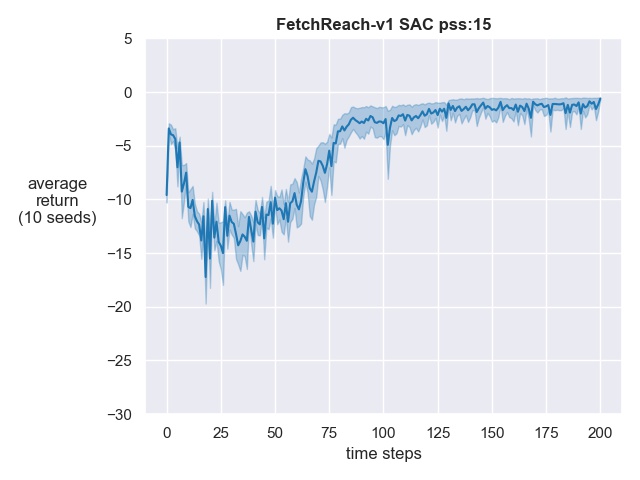 FetchReach-v1 SAC pss:15
5
0
−5
−10
−15
−20
−25
−30
average
return
(10 seeds)
0 25 50 75 100 125 150 175 200
time steps